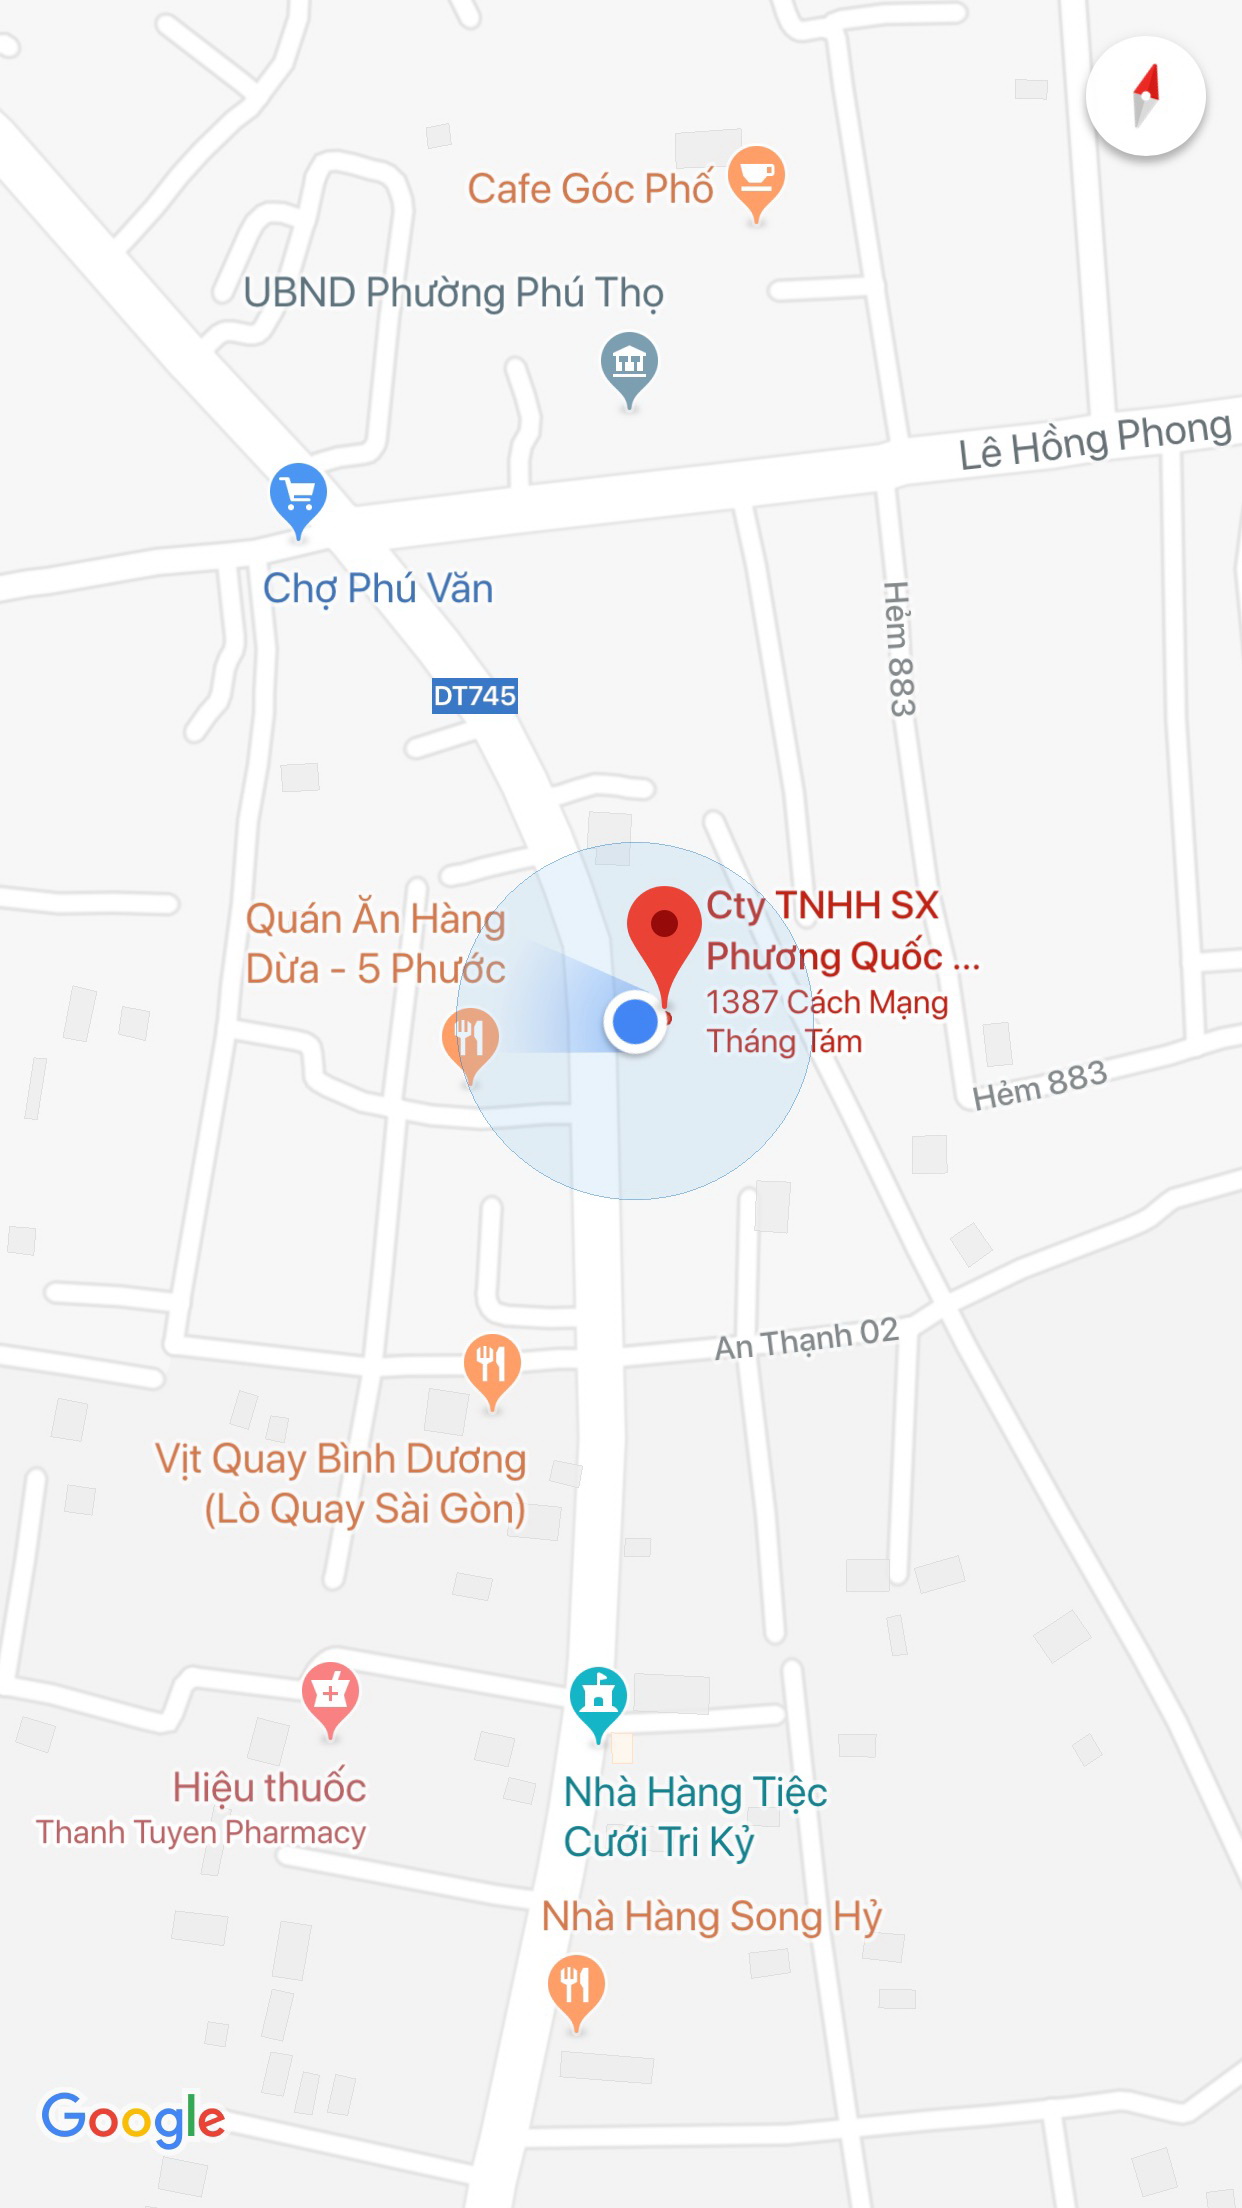 Cafe Góc Phố
UBND Phường Phú Thọ
Lê Hồng Phong
Chợ Phú Văn
Hẻm 883
DT745
Quán Ăn Hàng
Dừa - 5 Phước
Cty TNHH SX
Phương Quốc ...
1387 Cách Mạng
Tháng Tám
Hẻm 883
An Thạnh 02
Vịt Quay Bình Dương
(Lò Quay Sài Gòn)
Hiệu thuốc
Thanh Tuyen Pharmacy
Nhà Hàng Tiệc
Cưới Tri Kỷ
Nhà Hàng Song Hỷ
Google